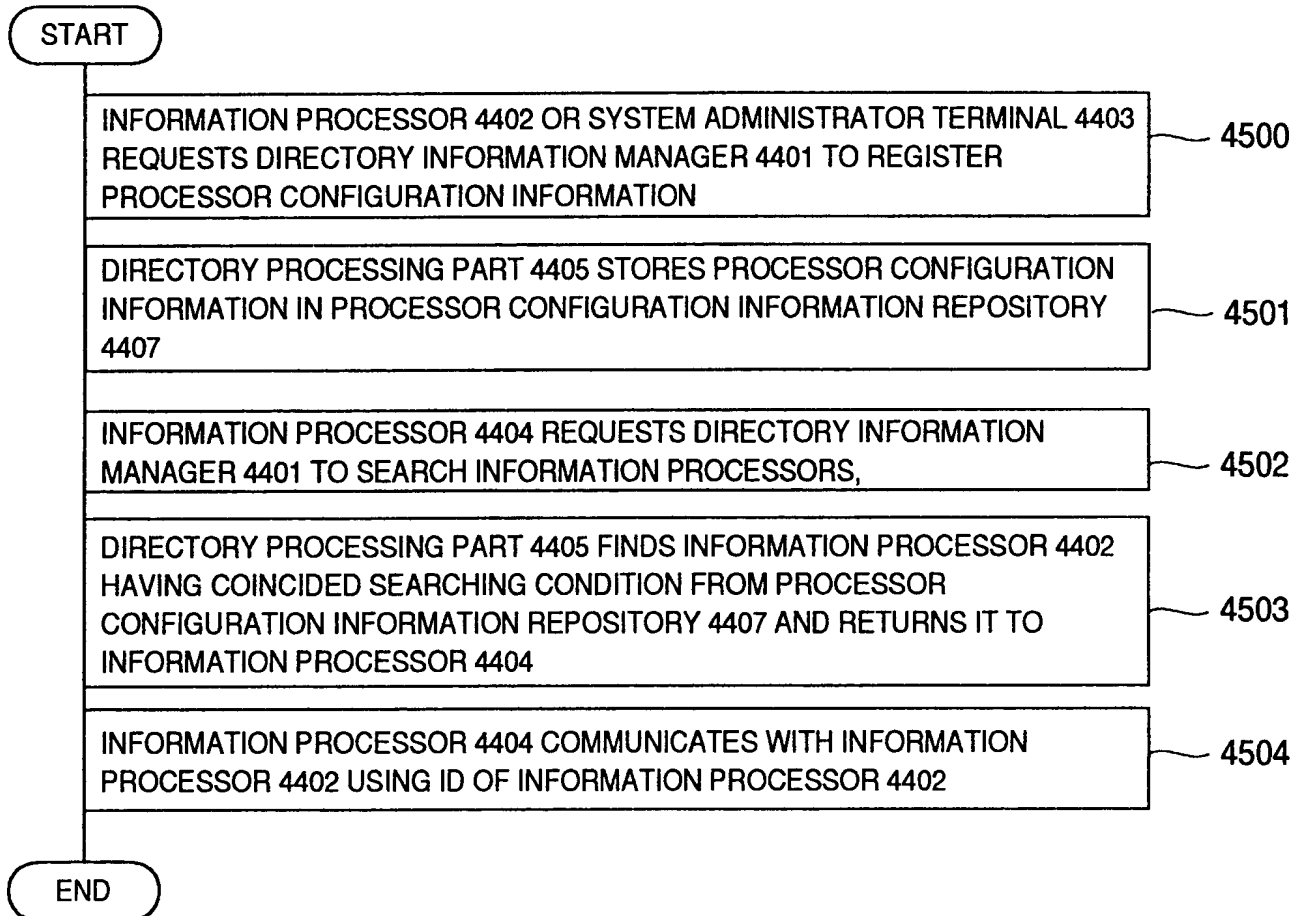 START
INFORMATION PROCESSOR 4402 OR SYSTEM ADMINISTRATOR TERMINAL 4403
REQUESTS DIRECTORY INFORMATION MANAGER 4401 TO REGISTER
PROCESSOR CONFIGURATION INFORMATION
4500
DIRECTORY PROCESSING PART 4405 STORES PROCESSOR CONFIGURATION
INFORMATION IN PROCESSOR CONFIGURATION INFORMATION REPOSITORY
4407
4501
INFORMATION PROCESSOR 4404 REQUESTS DIRECTORY INFORMATION
MANAGER 4401 TO SEARCH INFORMATION PROCESSORS,
4502
DIRECTORY PROCESSING PART 4405 FINDS INFORMATION PROCESSOR 4402
HAVING COINCIDED SEARCHING CONDITION FROM PROCESSOR
CONFIGURATION INFORMATION REPOSITORY 4407 AND RETURNS IT TO
INFORMATION PROCESSOR 4404
4503
INFORMATION PROCESSOR 4404 COMMUNICATES WITH INFORMATION
PROCESSOR 4402 USING ID OF INFORMATION PROCESSOR 4402
4504
END